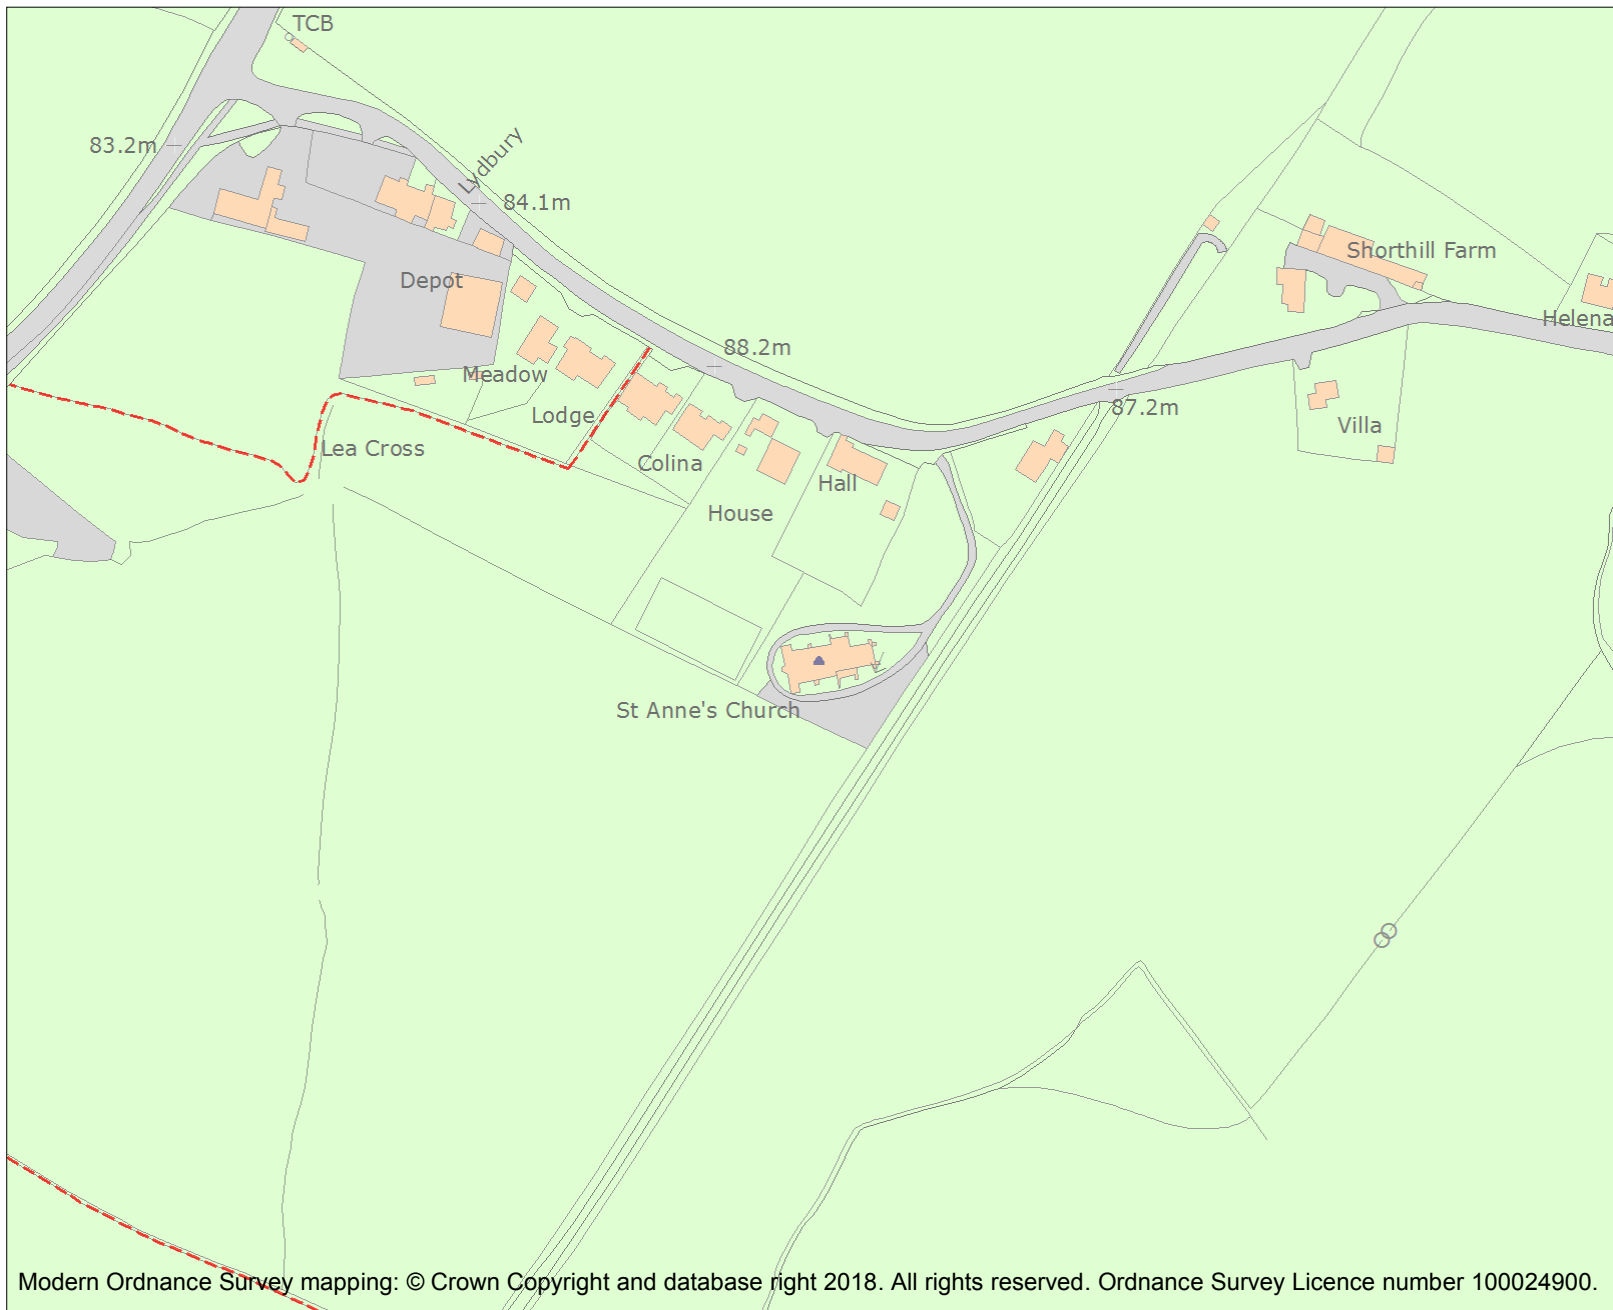 TCB
83.2m
Lydbury
84.1m
Shorthill Farm
Depot
Helena
88.2m
Meadow
87.2m
Lodge
Villa
Lea Cross
Colina
Hall
House
St Anne's Church
Modern Ordnance Survey mapping: © Crown Copyright and database right 2018. All rights reserved. Ordnance Survey Licence number 100024900.